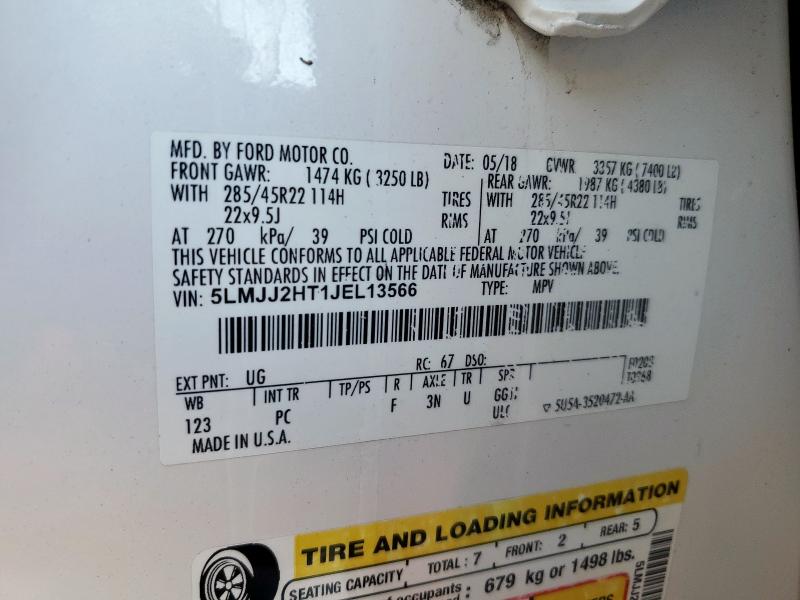 MFD. BY FORD MOTOR CO. DATE: 05/18 GVWR 3357 KG (7400 LB)
FRONT GAWR: 1474 KG (3250 LB) REAR GAWR: 1987 KG (4380 LB)
WITH 285/45R22 114H TIRES WITH 285/45R22 114H TIRES
22x9.5J RIMS 22x9.5J RIMS
AT 270 kPa/ 39 PSI COLD AT 270 kPa/ 39 PSI COLD
THIS VEHICLE CONFORMS TO ALL APPLICABLE FEDERAL MOTOR VEHICLE
SAFETY STANDARDS IN EFFECT ON THE DATE OF MANUFACTURE SHOWN ABOVE.
VIN: 5LMJJ2HT1JEL13566 TYPE: MPV
EXT PNT: UG RC: 67 DSO:
WB INT TR TP/PS R AXLE TR SPR
123 PC F 3N U
MADE IN U.S.A. ▽ 5U5A-3520472-AA
TIRE AND LOADING INFORMATION
SEATING CAPACITY TOTAL : 7 FRONT: 2 REAR: 5
occupants : 679 kg or 1498 lbs.
5LMJJ2